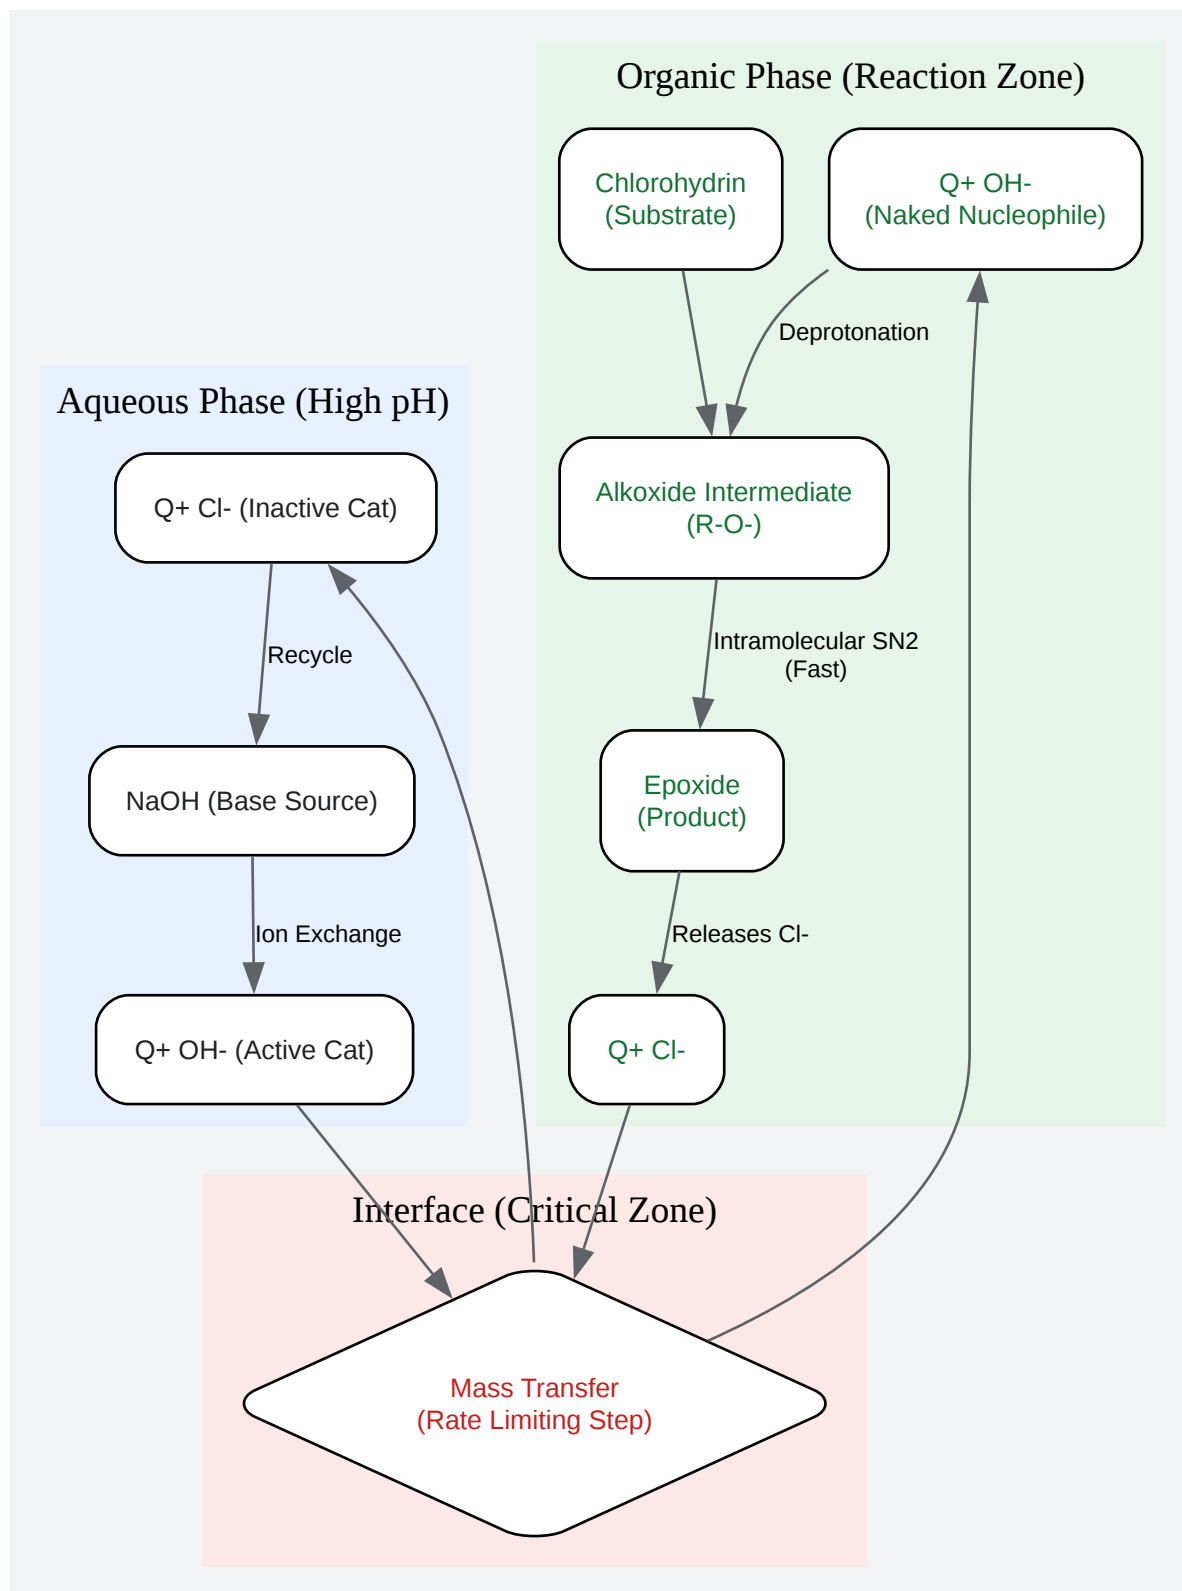 Organic Phase (Reaction Zone)
Chlorohydrin
(Substrate)
Q+ OH-
(Naked Nucleophile)
Deprotonation
Aqueous Phase (High pH)
Q+ Cl- (Inactive Cat)
Alkoxide Intermediate
(R-O-)
Recycle
Intramolecular SN2
(Fast)
NaOH (Base Source)
Epoxide
(Product)
Ion Exchange
Releases Cl-
Q+ OH- (Active Cat)
Q+ Cl-
Interface (Critical Zone)
Mass Transfer
(Rate Limiting Step)